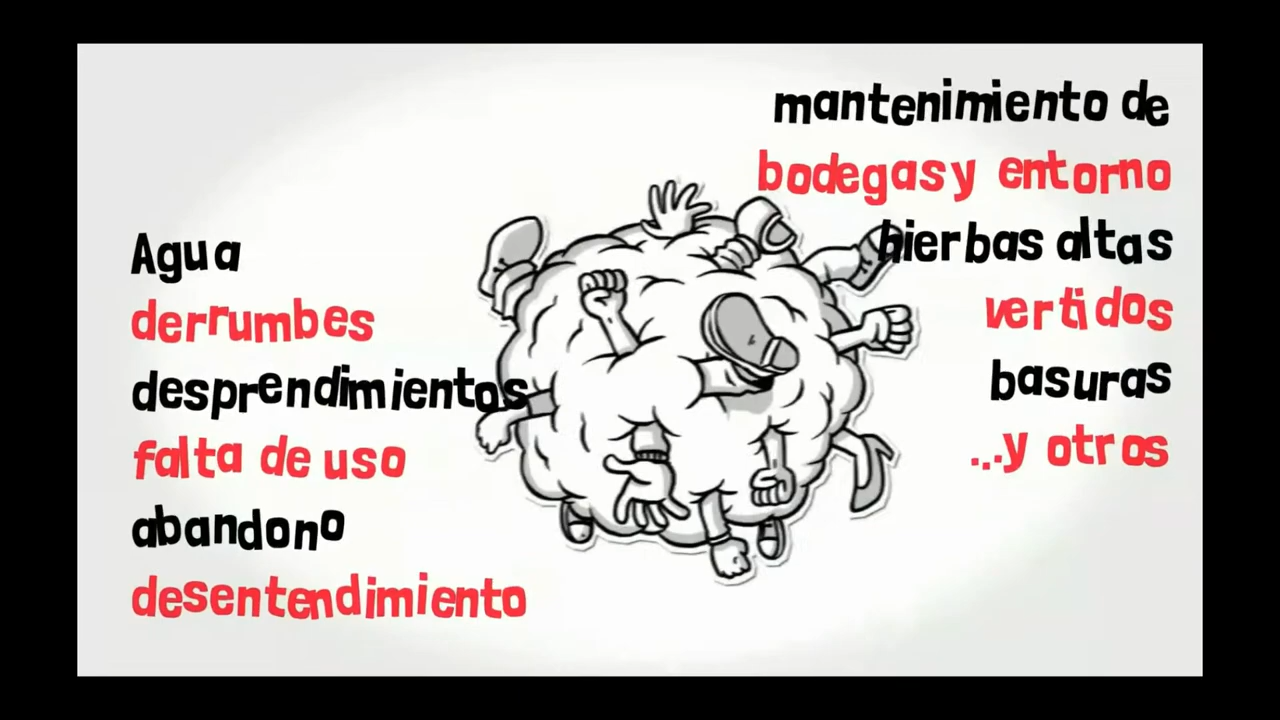 Agua
derrumbes
desprendimientos
falta de uso
abandono
desentendimiento
mantenimiento de
bodegas y entorno
hierbas altas
vertidos
basuras
...y otros